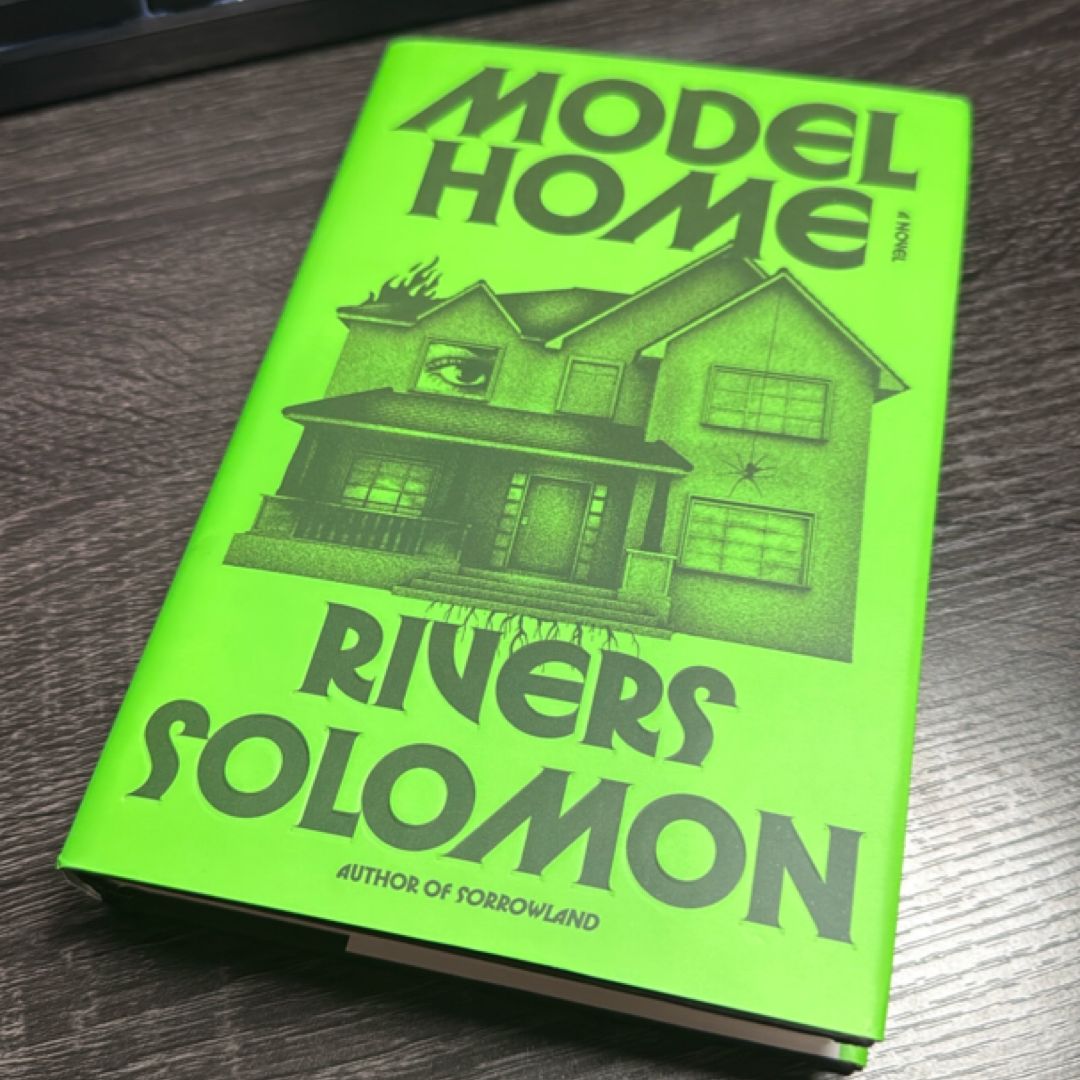 MODEL
HOME
A NOVEL
RIVERS
SOLOMON
AUTHOR OF SORROWLAND